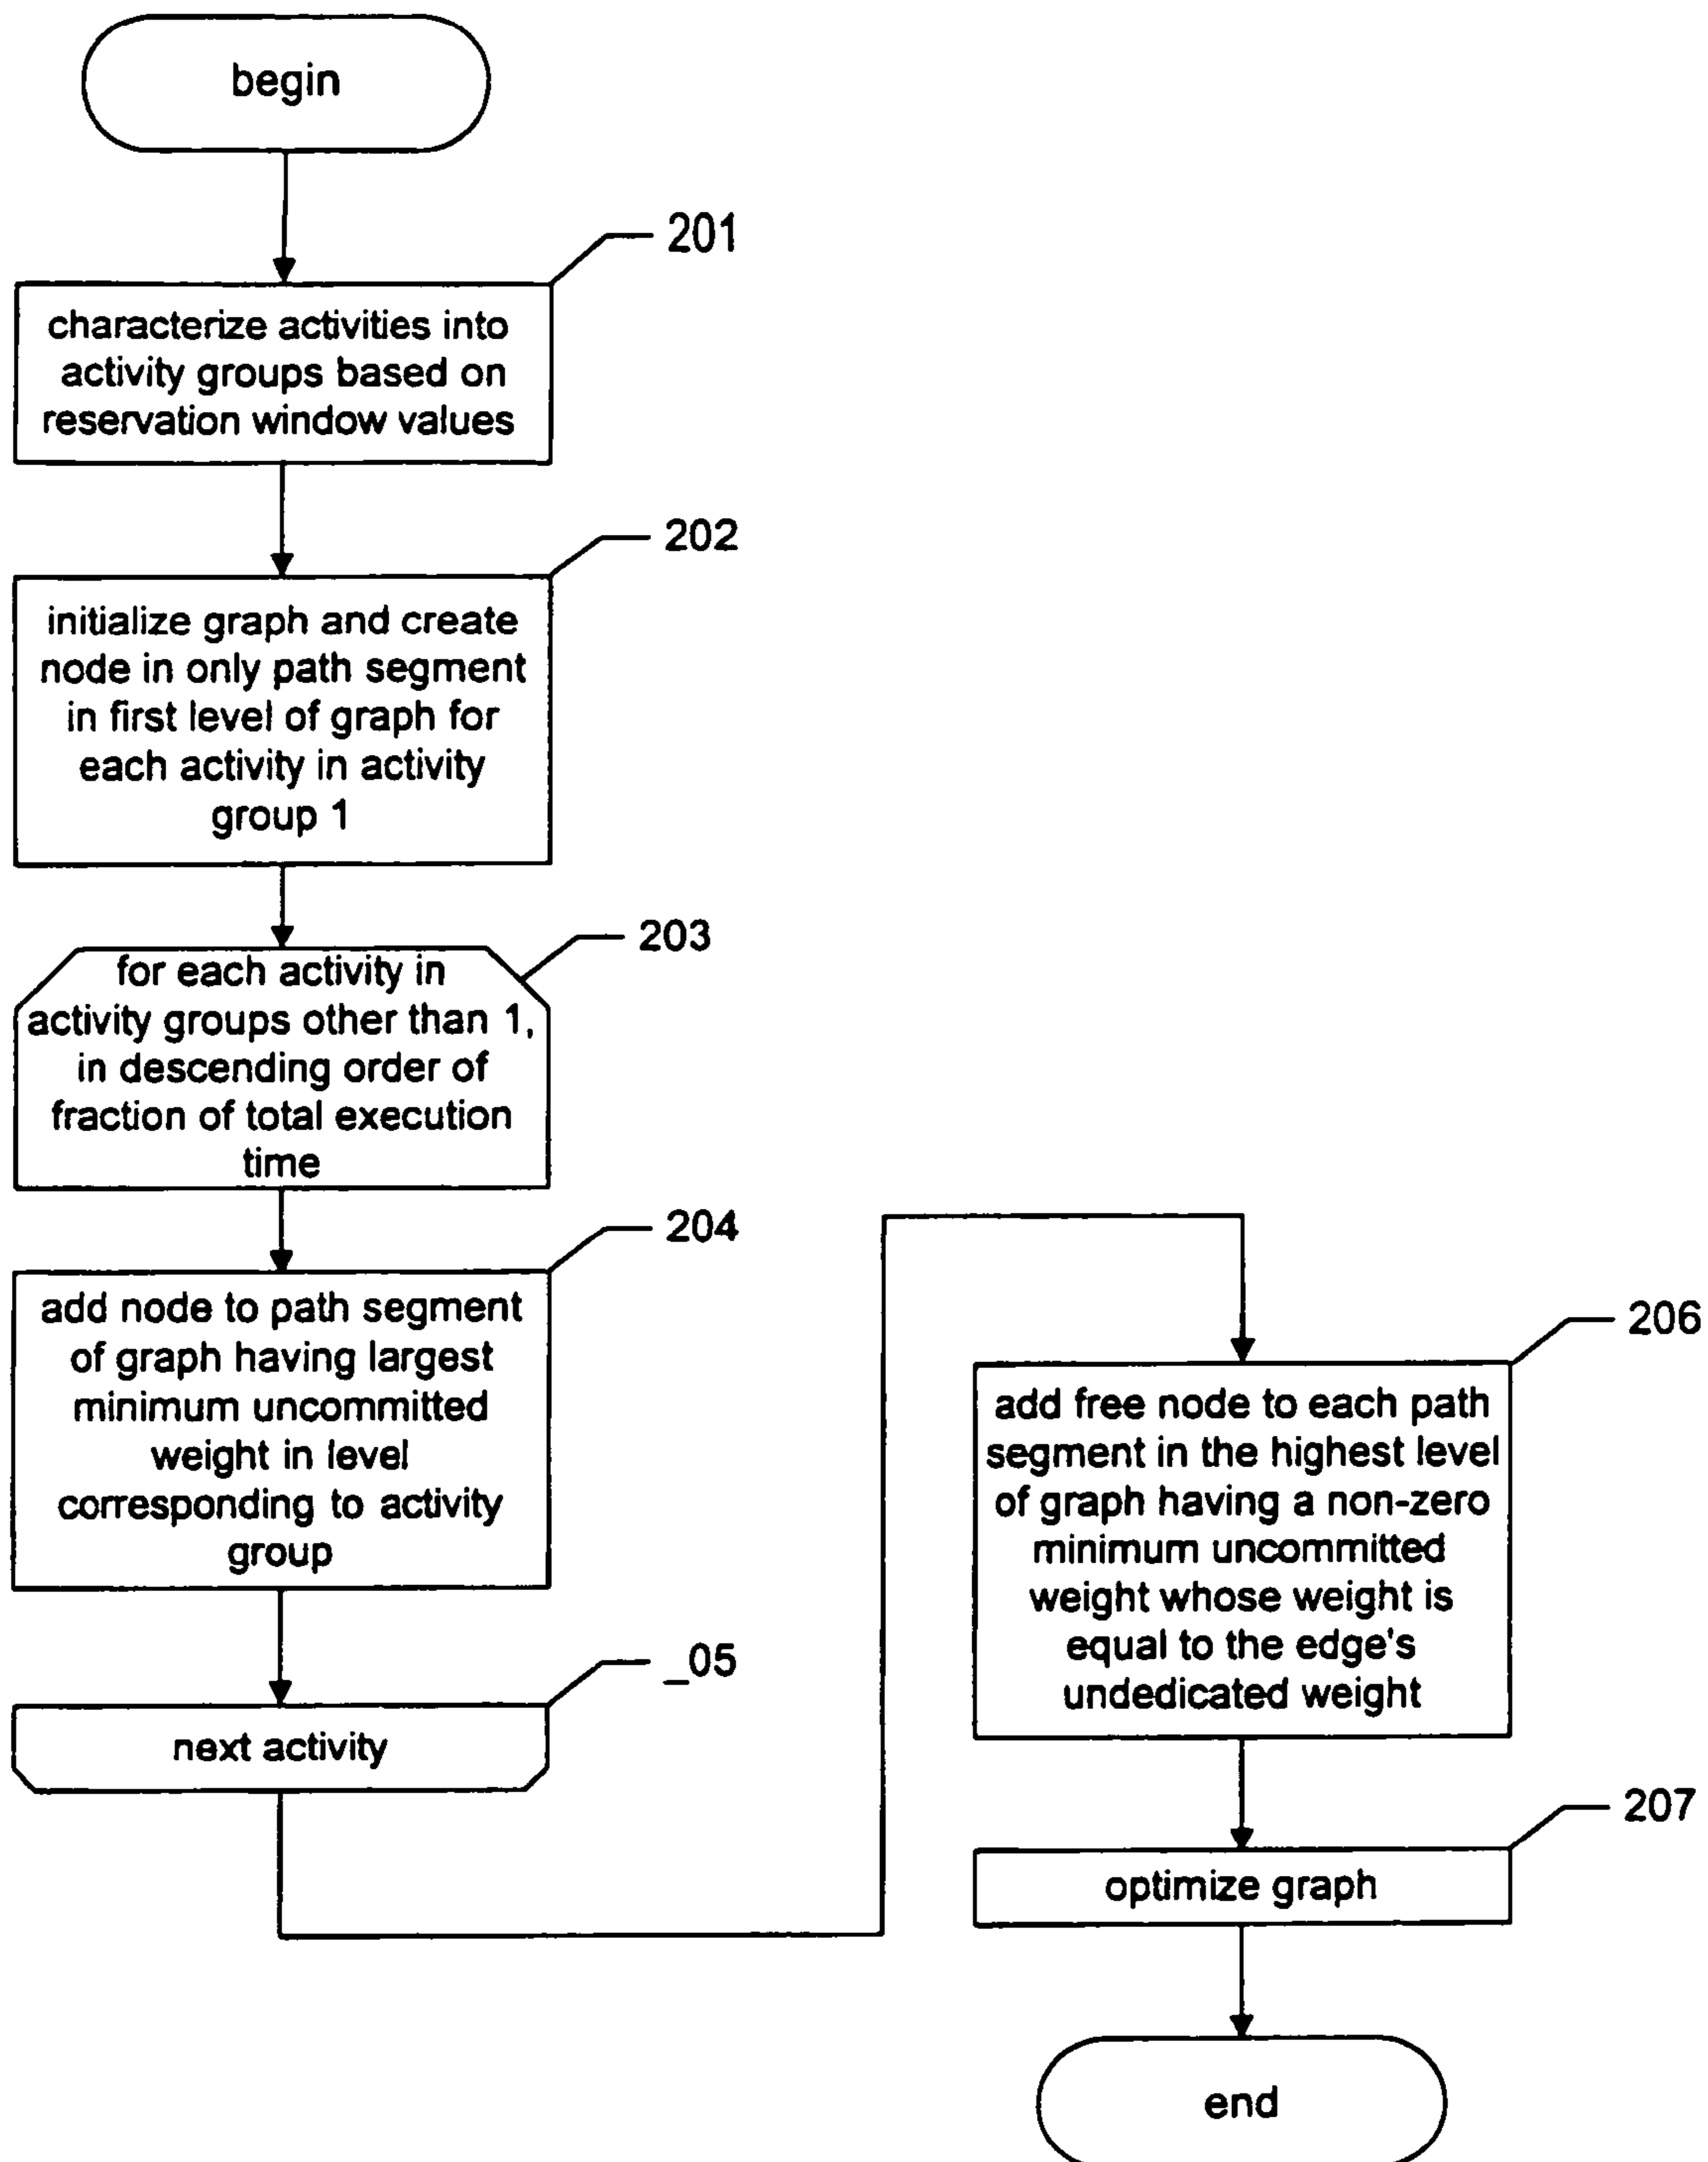 begin
201
characterize activities into
activity groups based on
reservation window values
202
initialize graph and create
node in only path segment
in first level of graph for
each activity in activity
group 1
203
for each activity in
activity groups other than 1,
in descending order of
fraction of total execution
time
204
add node to path segment
of graph having largest
minimum uncommitted
weight in level
corresponding to activity
group
_05
next activity
206
add free node to each path
segment in the highest level
of graph having a non-zero
minimum uncommitted
weight whose weight is
equal to the edge's
undedicated weight
207
optimize graph
end